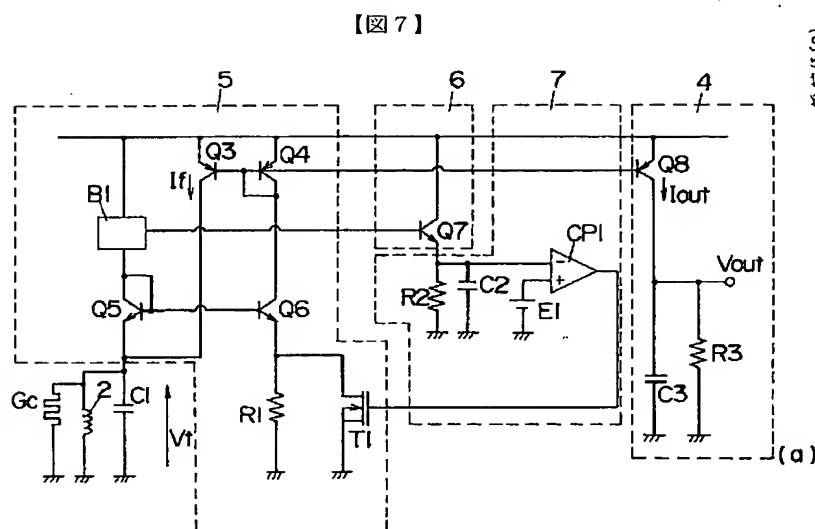 【図7】
5
6
7
4
Q3
Q4
Q8
If
Iout
B1
Q7
CP1
Vout
Q5
Q6
R2
C2
E1
R3
Gc
2
C1
Vt
R1
T1
C3
(a)